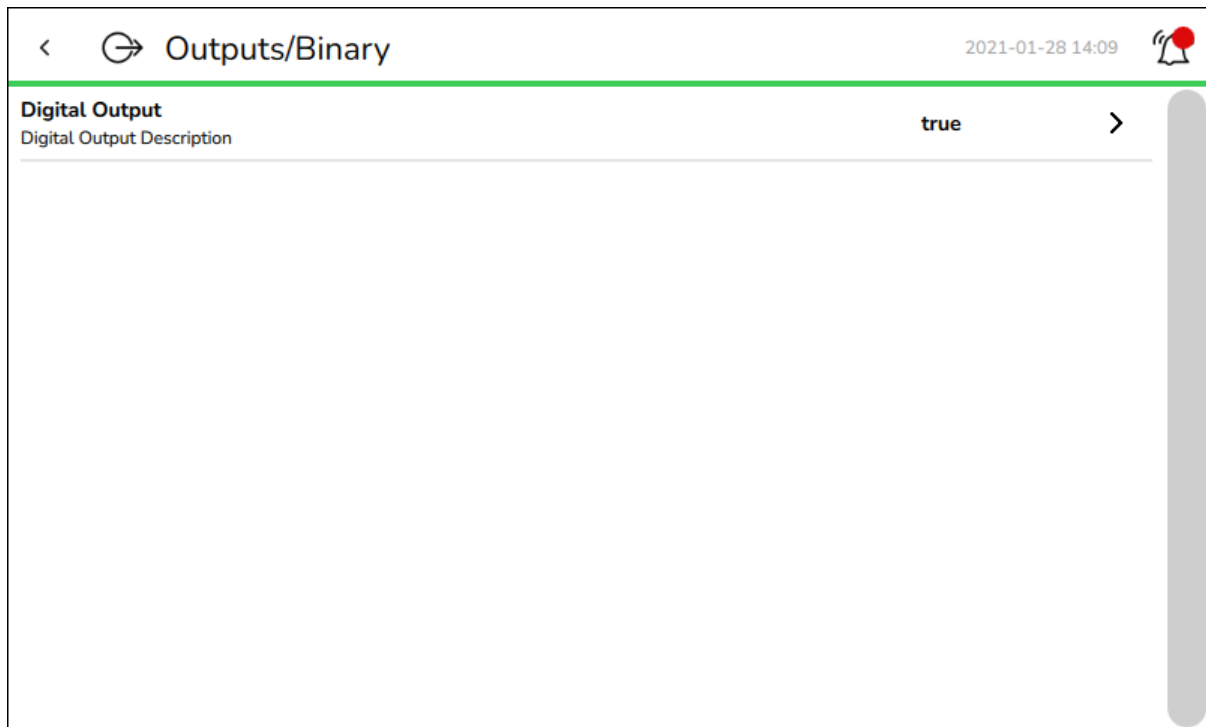 Outputs/Binary
2021-01-28 14:09
Digital Output
Digital Output Description
true